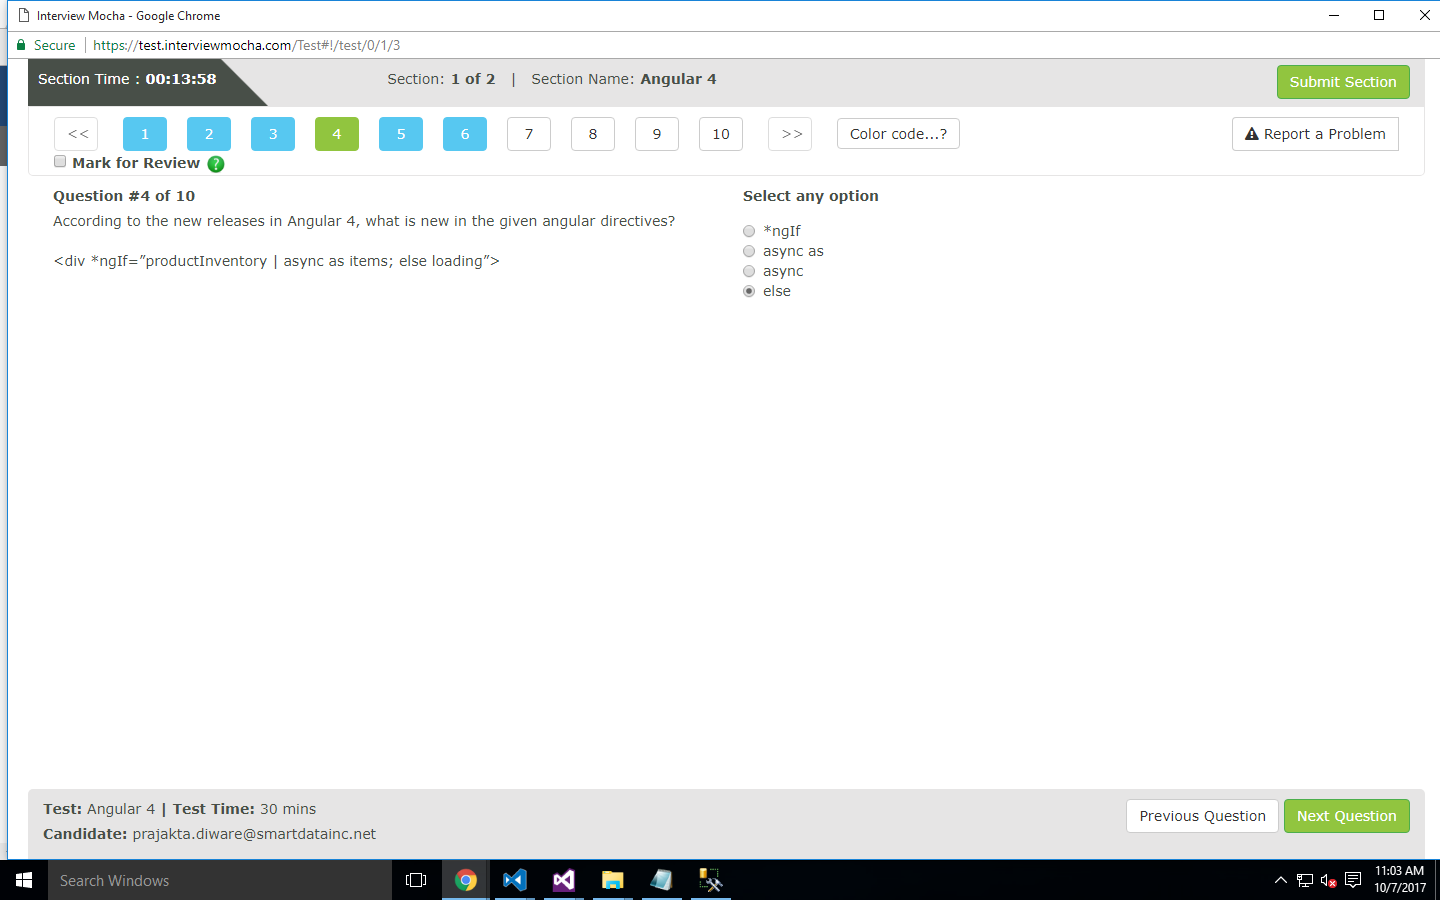 Interview Mocha - Google Chrome
Secure | https://test.interviewmocha.com/Test#!/test/0/1/3
Section Time : 00:13:58
Section: 1 of 2 | Section Name: Angular 4
Submit Section
<< 1 2 3 4 5 6 7 8 9 10 >> Color code...? Report a Problem
Mark for Review ?
Question #4 of 10
According to the new releases in Angular 4, what is new in the given angular directives?
<div *ngIf=”productInventory | async as items; else loading”>
Select any option
*ngIf
async as
async
else
Test: Angular 4 | Test Time: 30 mins
Candidate: prajakta.diware@smartdatainc.net
Previous Question
Next Question
Search Windows
11:03 AM
10/7/2017